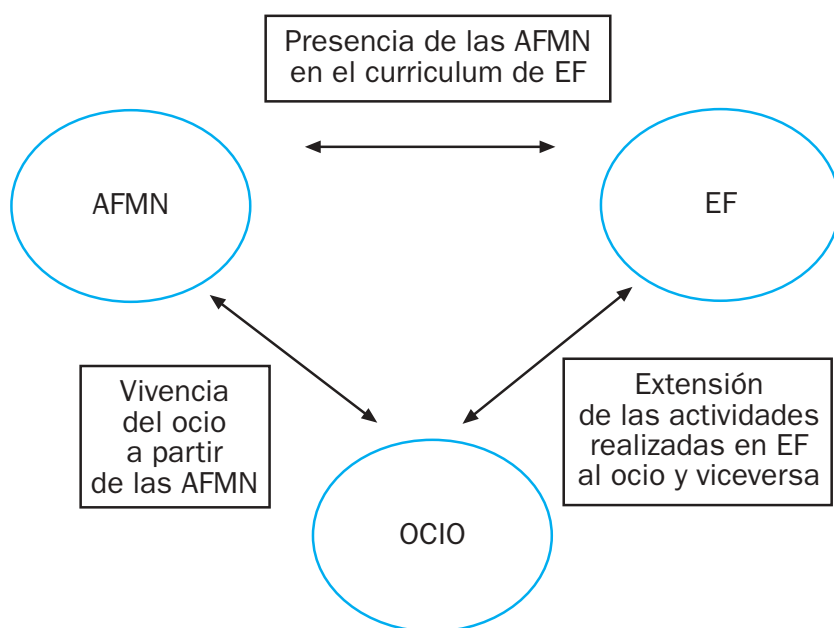 Presencia de las AFMN
en el curriculum de EF
AFMN
EF
Vivencia
del ocio
a partir
de las AFMN
Extensión
de las actividades
realizadas en EF
al ocio y viceversa
OCIO